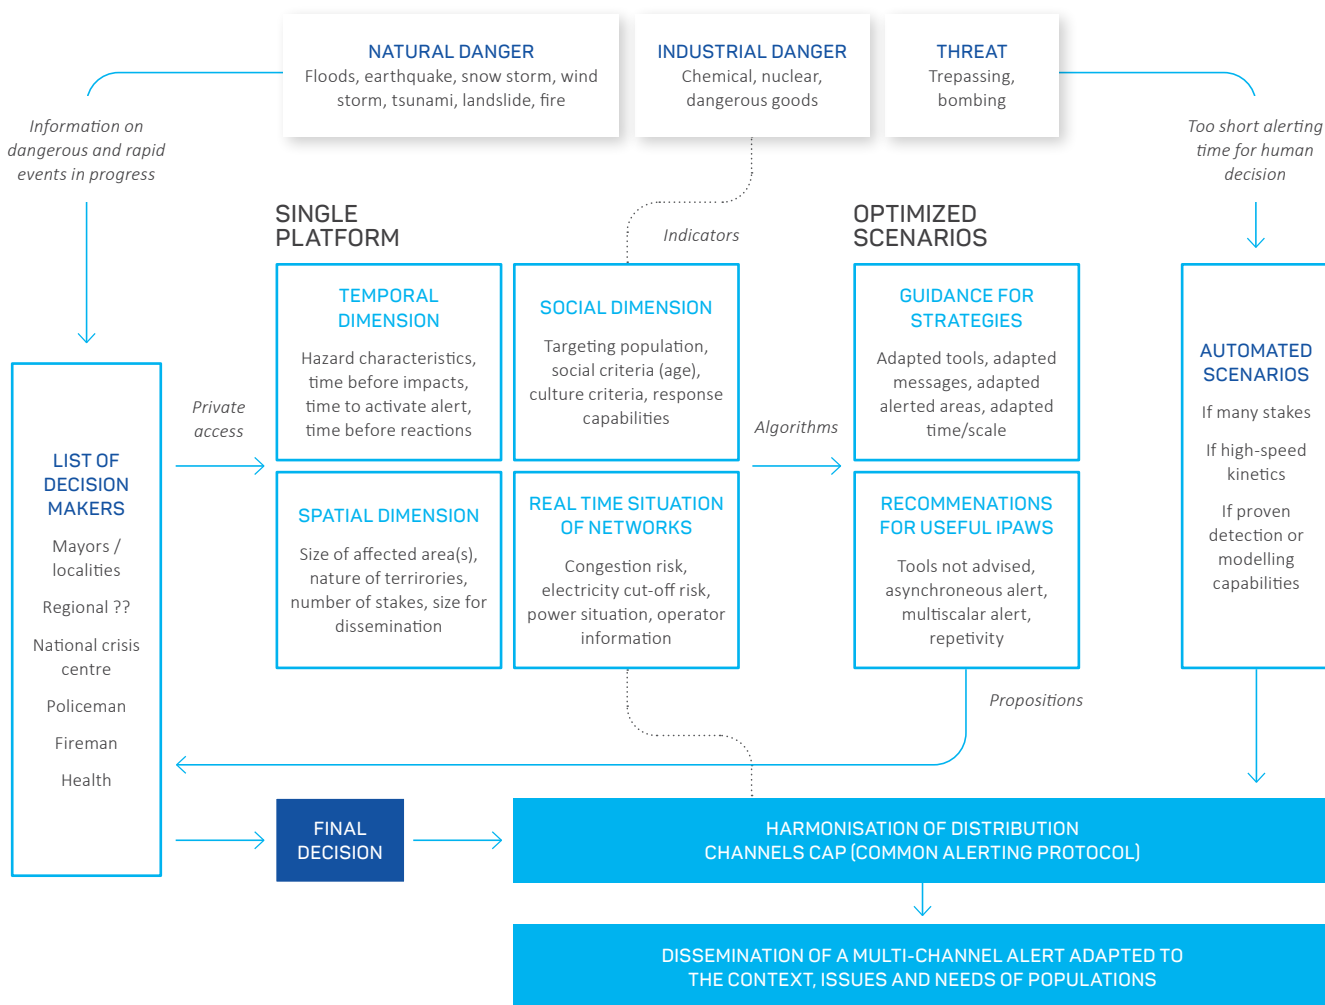 NATURAL DANGER
Floods, earthquake, snow storm, wind
storm, tsunami, landslide, fire
INDUSTRIAL DANGER
Chemical, nuclear,
dangerous goods
THREAT
Trepassing,
bombing
Information on
dangerous and rapid
events in progress
Too short alerting
time for human
decision
SINGLE
PLATFORM
Indicators
OPTIMIZED
SCENARIOS
TEMPORAL
DIMENSION
Hazard characteristics,
time before impacts,
time to activate alert,
time before reactions
SOCIAL DIMENSION
Targeting population,
social criteria (age),
culture criteria, response
capabilities
GUIDANCE FOR
STRATEGIES
Adapted tools, adapted
messages, adapted
alerted areas, adapted
time/scale
AUTOMATED
SCENARIOS
If many stakes
If high-speed
kinetics
If proven
detection or
modelling
capabilities
Private
access
Algorithms
LIST OF
DECISION
MAKERS
Mayors /
localities
Regional ??
National crisis
centre
Policeman
Fireman
Health
SPATIAL DIMENSION
Size of affected area(s),
nature of terrirories,
number of stakes, size for
dissemination
REAL TIME SITUATION
OF NETWORKS
Congestion risk,
electricity cut-off risk,
power situation, operator
information
RECOMMENATIONS
FOR USEFUL IPAWS
Tools not advised,
asynchroneous alert,
multiscalar alert,
repetivity
Propositions
FINAL
DECISION
HARMONISATION OF DISTRIBUTION
CHANNELS CAP (COMMON ALERTING PROTOCOL)
DISSEMINATION OF A MULTI-CHANNEL ALERT ADAPTED TO
THE CONTEXT, ISSUES AND NEEDS OF POPULATIONS